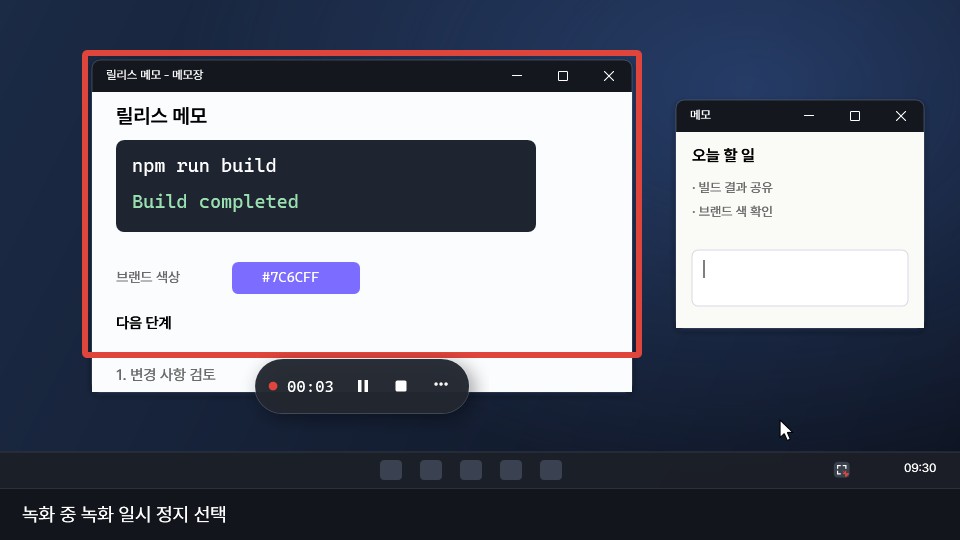 릴리스 메모 - 메모장
릴리스 메모
npm run build
Build completed
브랜드 색상
#7C6CFF
다음 단계
1. 변경 사항 검토
00:03
메모
오늘 할 일
· 빌드 결과 공유
· 브랜드 색 확인
09:30
녹화 중 녹화 일시 정지 선택